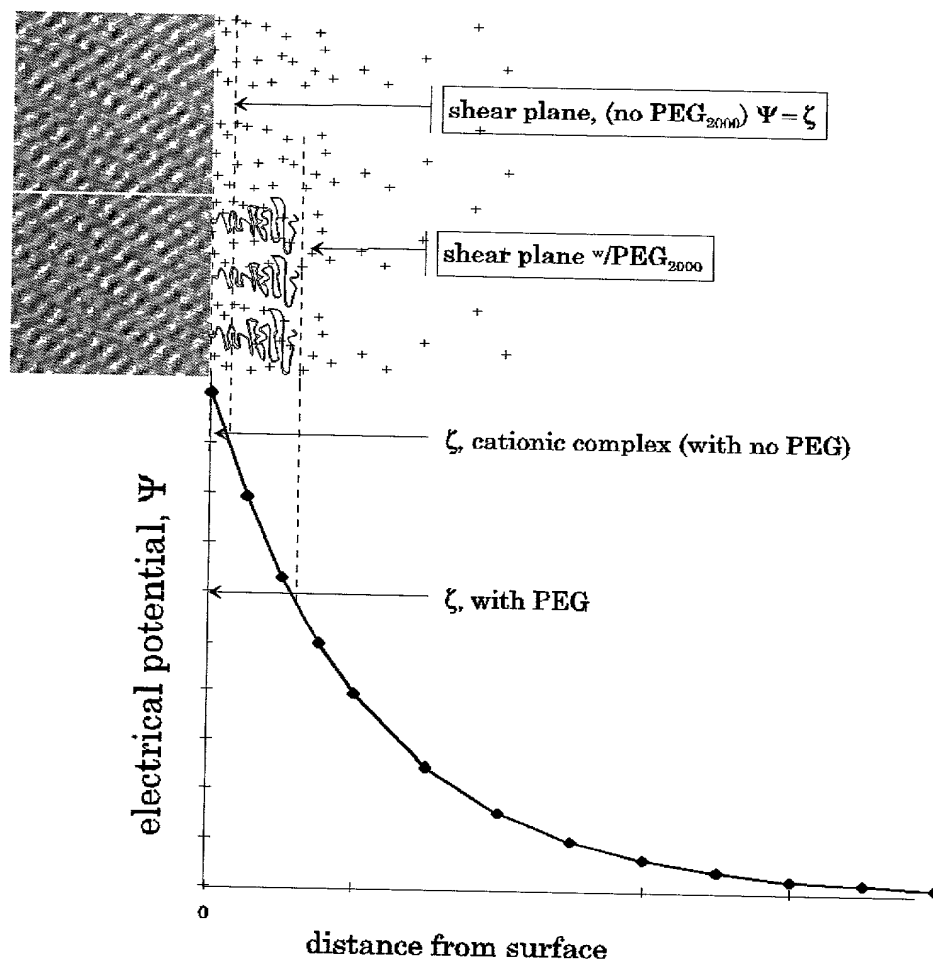 shear plane, (no PEG₂₀₀₀) Ψ = ζ
shear plane w/PEG₂₀₀₀
ζ, cationic complex (with no PEG)
ζ, with PEG
electrical potential, Ψ
0
distance from surface